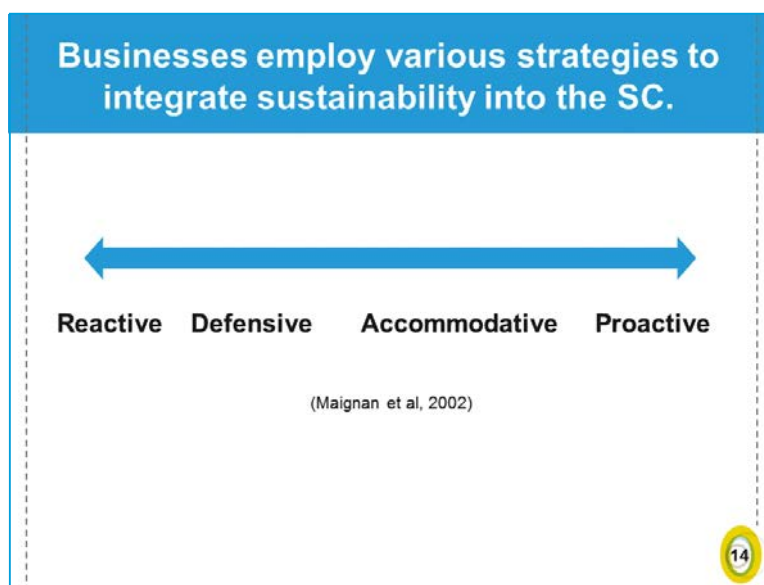 Businesses employ various strategies to
integrate sustainability into the SC.
Reactive Defensive Accommodative Proactive
(Maignan et al, 2002)
14